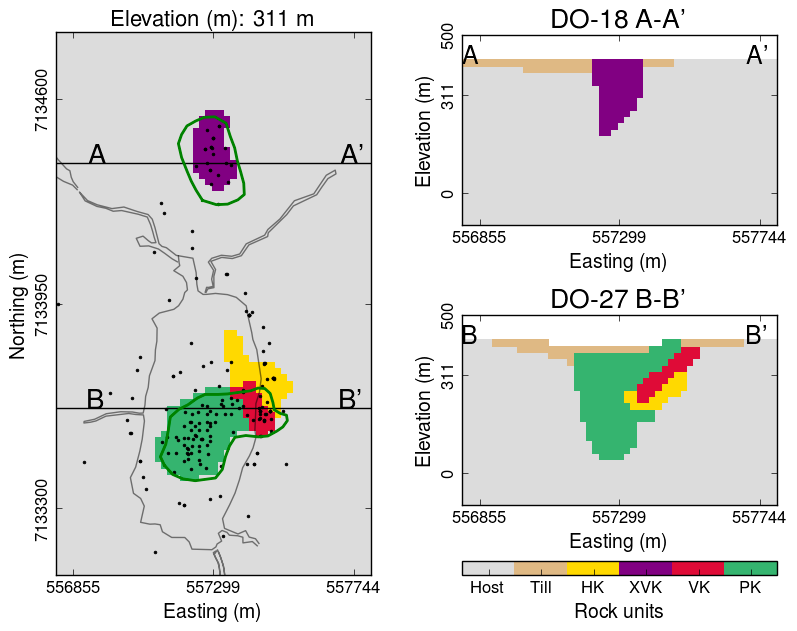 Elevation (m): 311 m
7134600
7133950
7133300
Northing (m)
A
A'
B
B'
556855
557299
557744
Easting (m)
DO-18 A-A'
500
311
0
Elevation (m)
A
A'
556855
557299
557744
Easting (m)
DO-27 B-B'
500
311
0
Elevation (m)
B
B'
556855
557299
557744
Easting (m)
Host
Till
HK
XVK
VK
PK
Rock units